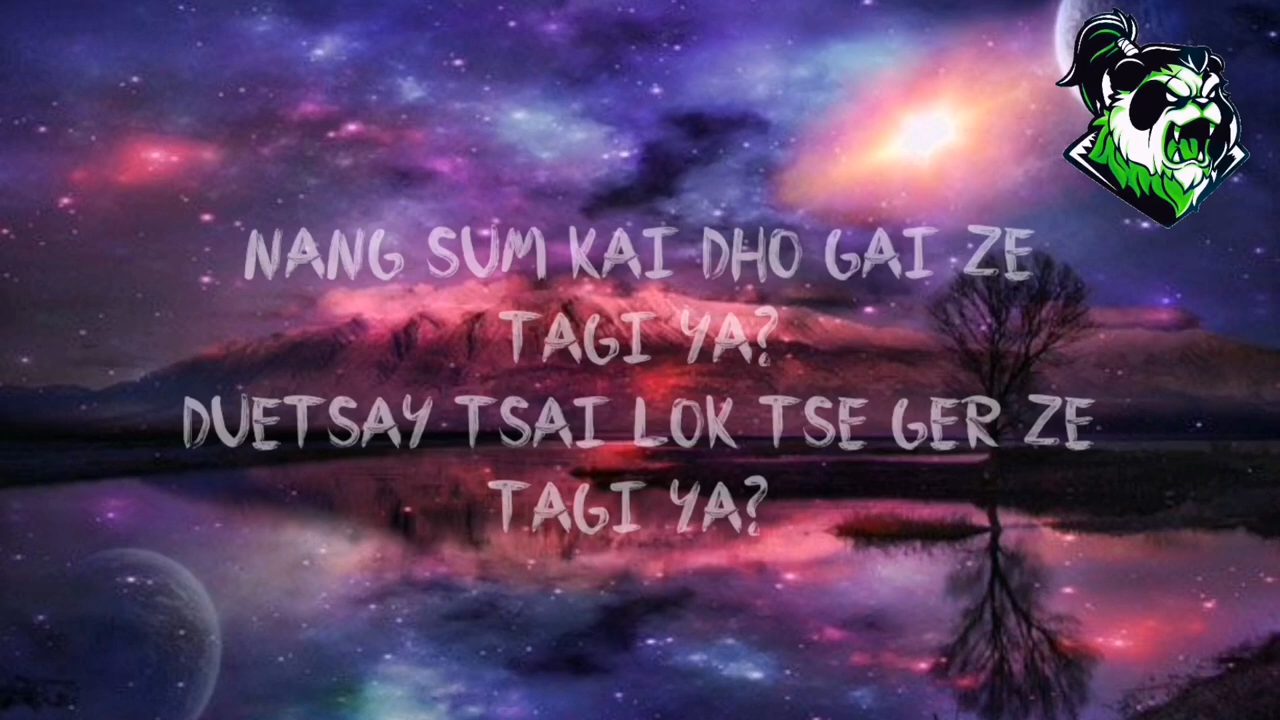 NANG SUM KAI DHO GAI ZE
TAGI YA?
DUETSAY TSAI LOK TSE GER ZE
TAGI YA?